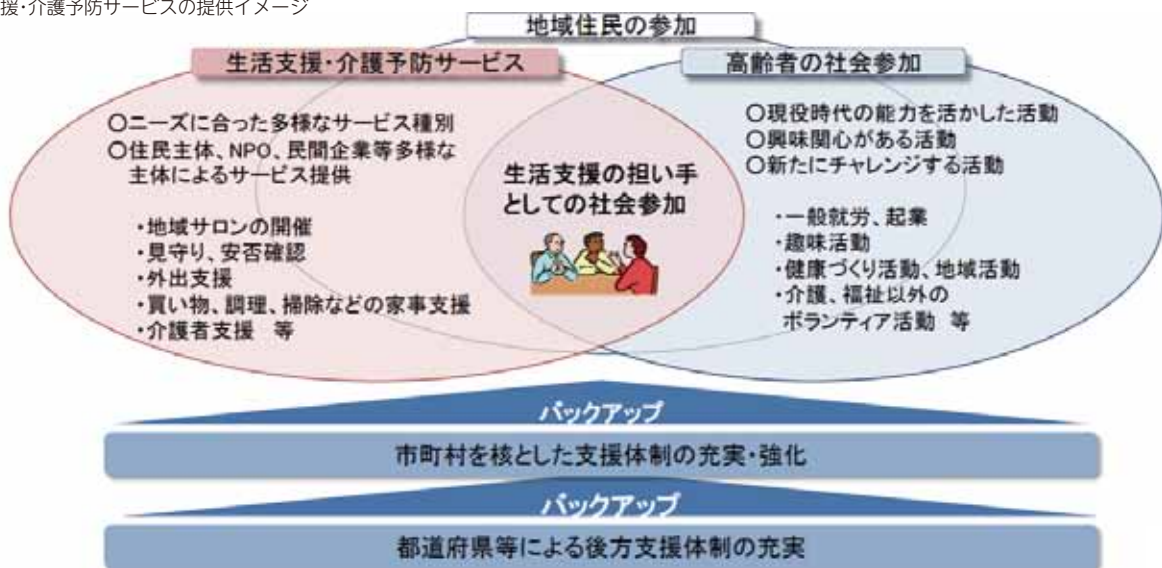 援・介護予防サービスの提供イメージ
地域住民の参加
生活支援・介護予防サービス
○ニーズに合った多様なサービス種別
○住民主体、NPO、民間企業等多様な
主体によるサービス提供
・地域サロンの開催
・見守り、安否確認
・外出支援
・買い物、調理、掃除などの家事支援
・介護者支援 等
生活支援の担い手
としての社会参加
高齢者の社会参加
○現役時代の能力を活かした活動
○興味関心がある活動
○新たにチャレンジする活動
・一般就労、起業
・趣味活動
・健康づくり活動、地域活動
・介護、福祉以外の
ボランティア活動 等
バックアップ
市町村を核とした支援体制の充実・強化
バックアップ
都道府県等による後方支援体制の充実